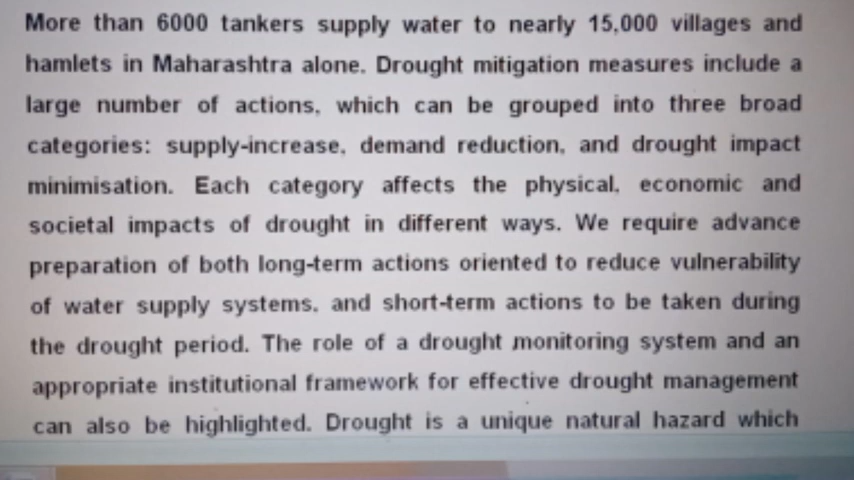 More than 6000 tankers supply water to nearly 15,000 villages and
hamlets in Maharashtra alone. Drought mitigation measures include a
large number of actions, which can be grouped into three broad
categories: supply-increase, demand reduction, and drought impact
minimisation. Each category affects the physical, economic and
societal impacts of drought in different ways. We require advance
preparation of both long-term actions oriented to reduce vulnerability
of water supply systems, and short-term actions to be taken during
the drought period. The role of a drought monitoring system and an
appropriate institutional framework for effective drought management
can also be highlighted. Drought is a unique natural hazard which